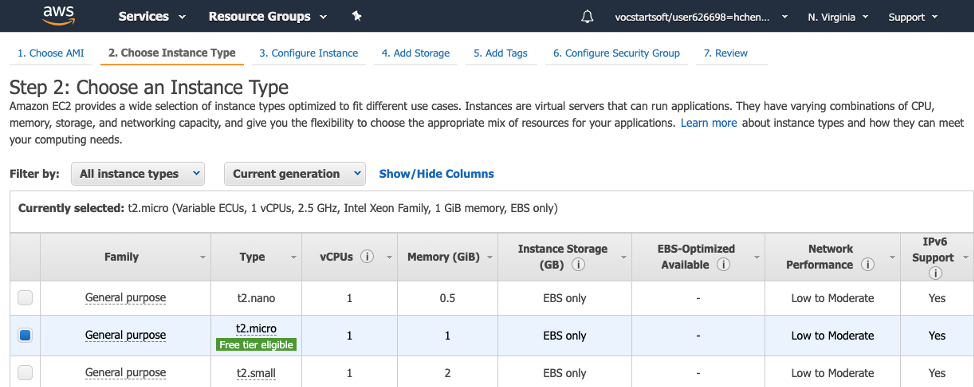 aws Services Resource Groups vocstartsoft/user626698=hchen... N. Virginia Support
1. Choose AMI 2. Choose Instance Type 3. Configure Instance 4. Add Storage 5. Add Tags 6. Configure Security Group 7. Review
Step 2: Choose an Instance Type
Amazon EC2 provides a wide selection of instance types optimized to fit different use cases. Instances are virtual servers that can run applications. They have varying combinations of CPU,
memory, storage, and networking capacity, and give you the flexibility to choose the appropriate mix of resources for your applications. Learn more about instance types and how they can meet
your computing needs.
Filter by: All instance types Current generation Show/Hide Columns
Currently selected: t2.micro (Variable ECUs, 1 vCPUs, 2.5 GHz, Intel Xeon Family, 1 GiB memory, EBS only)
Family Type vCPUs i Memory (GiB) Instance Storage (GB) i EBS-Optimized Available i Network Performance i IPv6 Support i
General purpose t2.nano 1 0.5 EBS only - Low to Moderate Yes
General purpose t2.micro 1 1 EBS only - Low to Moderate Yes
Free tier eligible
General purpose t2.small 1 2 EBS only - Low to Moderate Yes